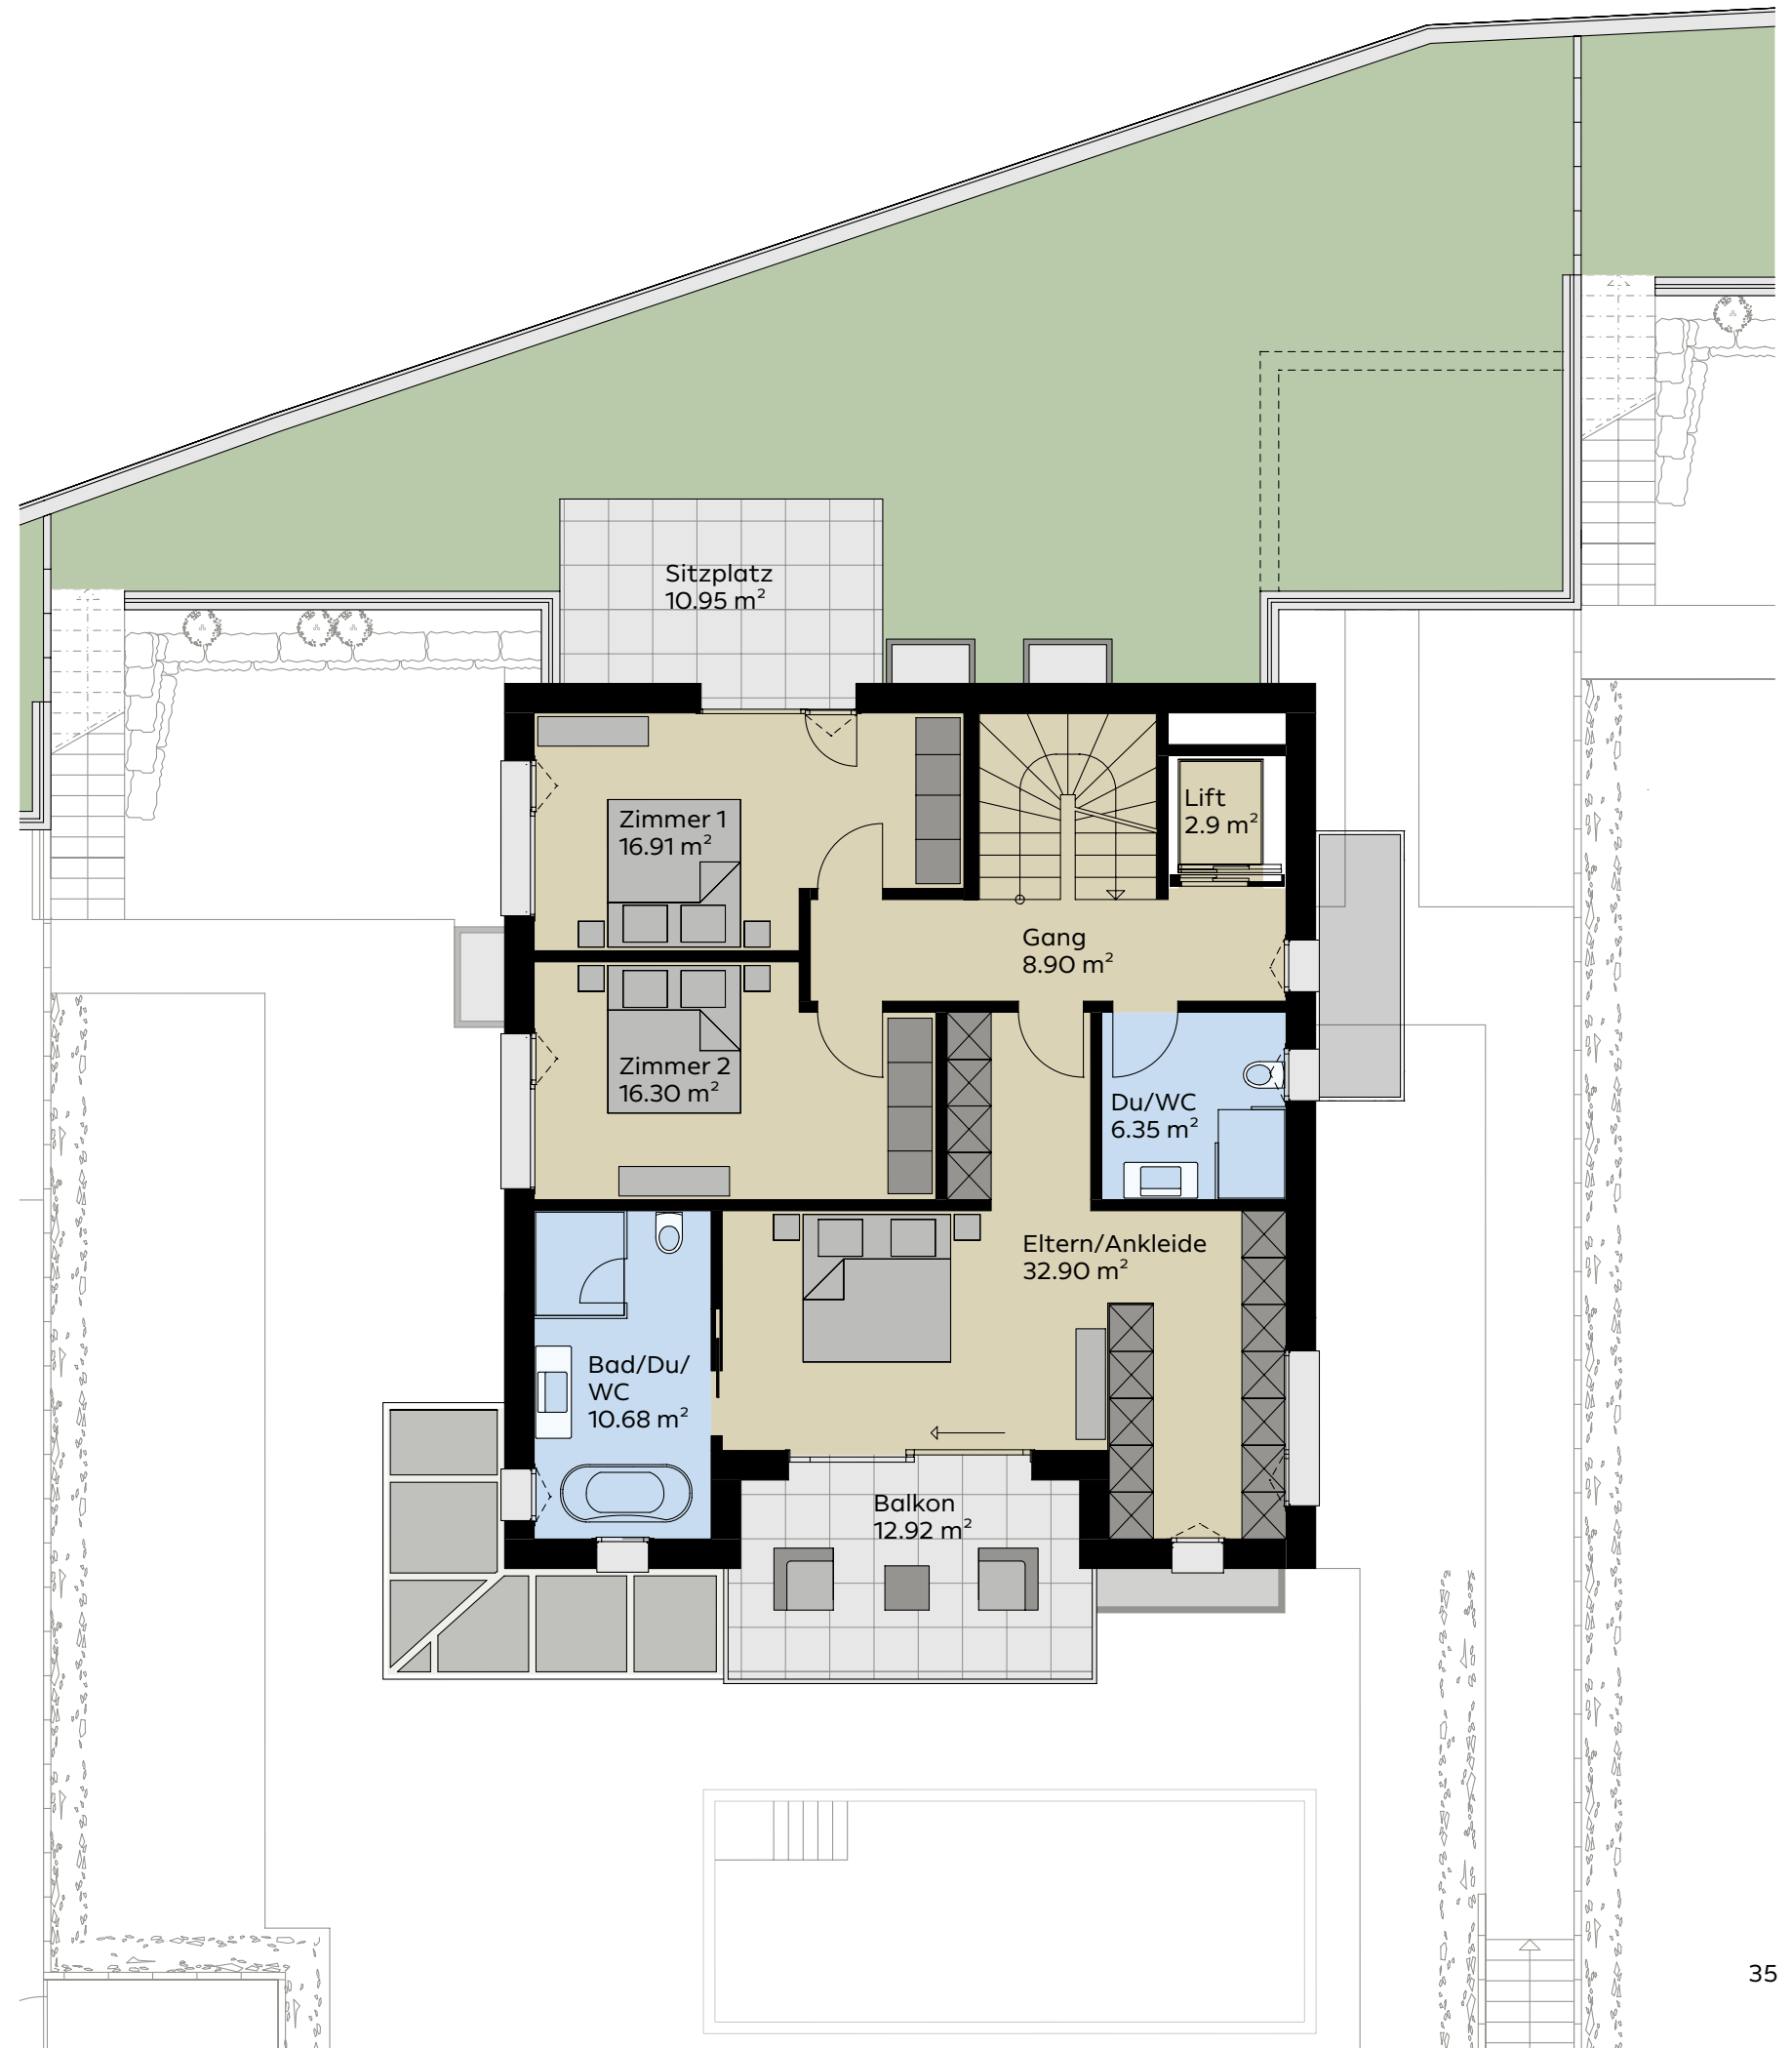 Sitzplatz
10.95 m²
Zimmer 1
16.91 m²
Lift
2.9 m²
Gang
8.90 m²
Zimmer 2
16.30 m²
Du/WC
6.35 m²
Eltern/Ankleide
32.90 m²
Bad/Du/
WC
10.68 m²
Balkon
12.92 m²
35